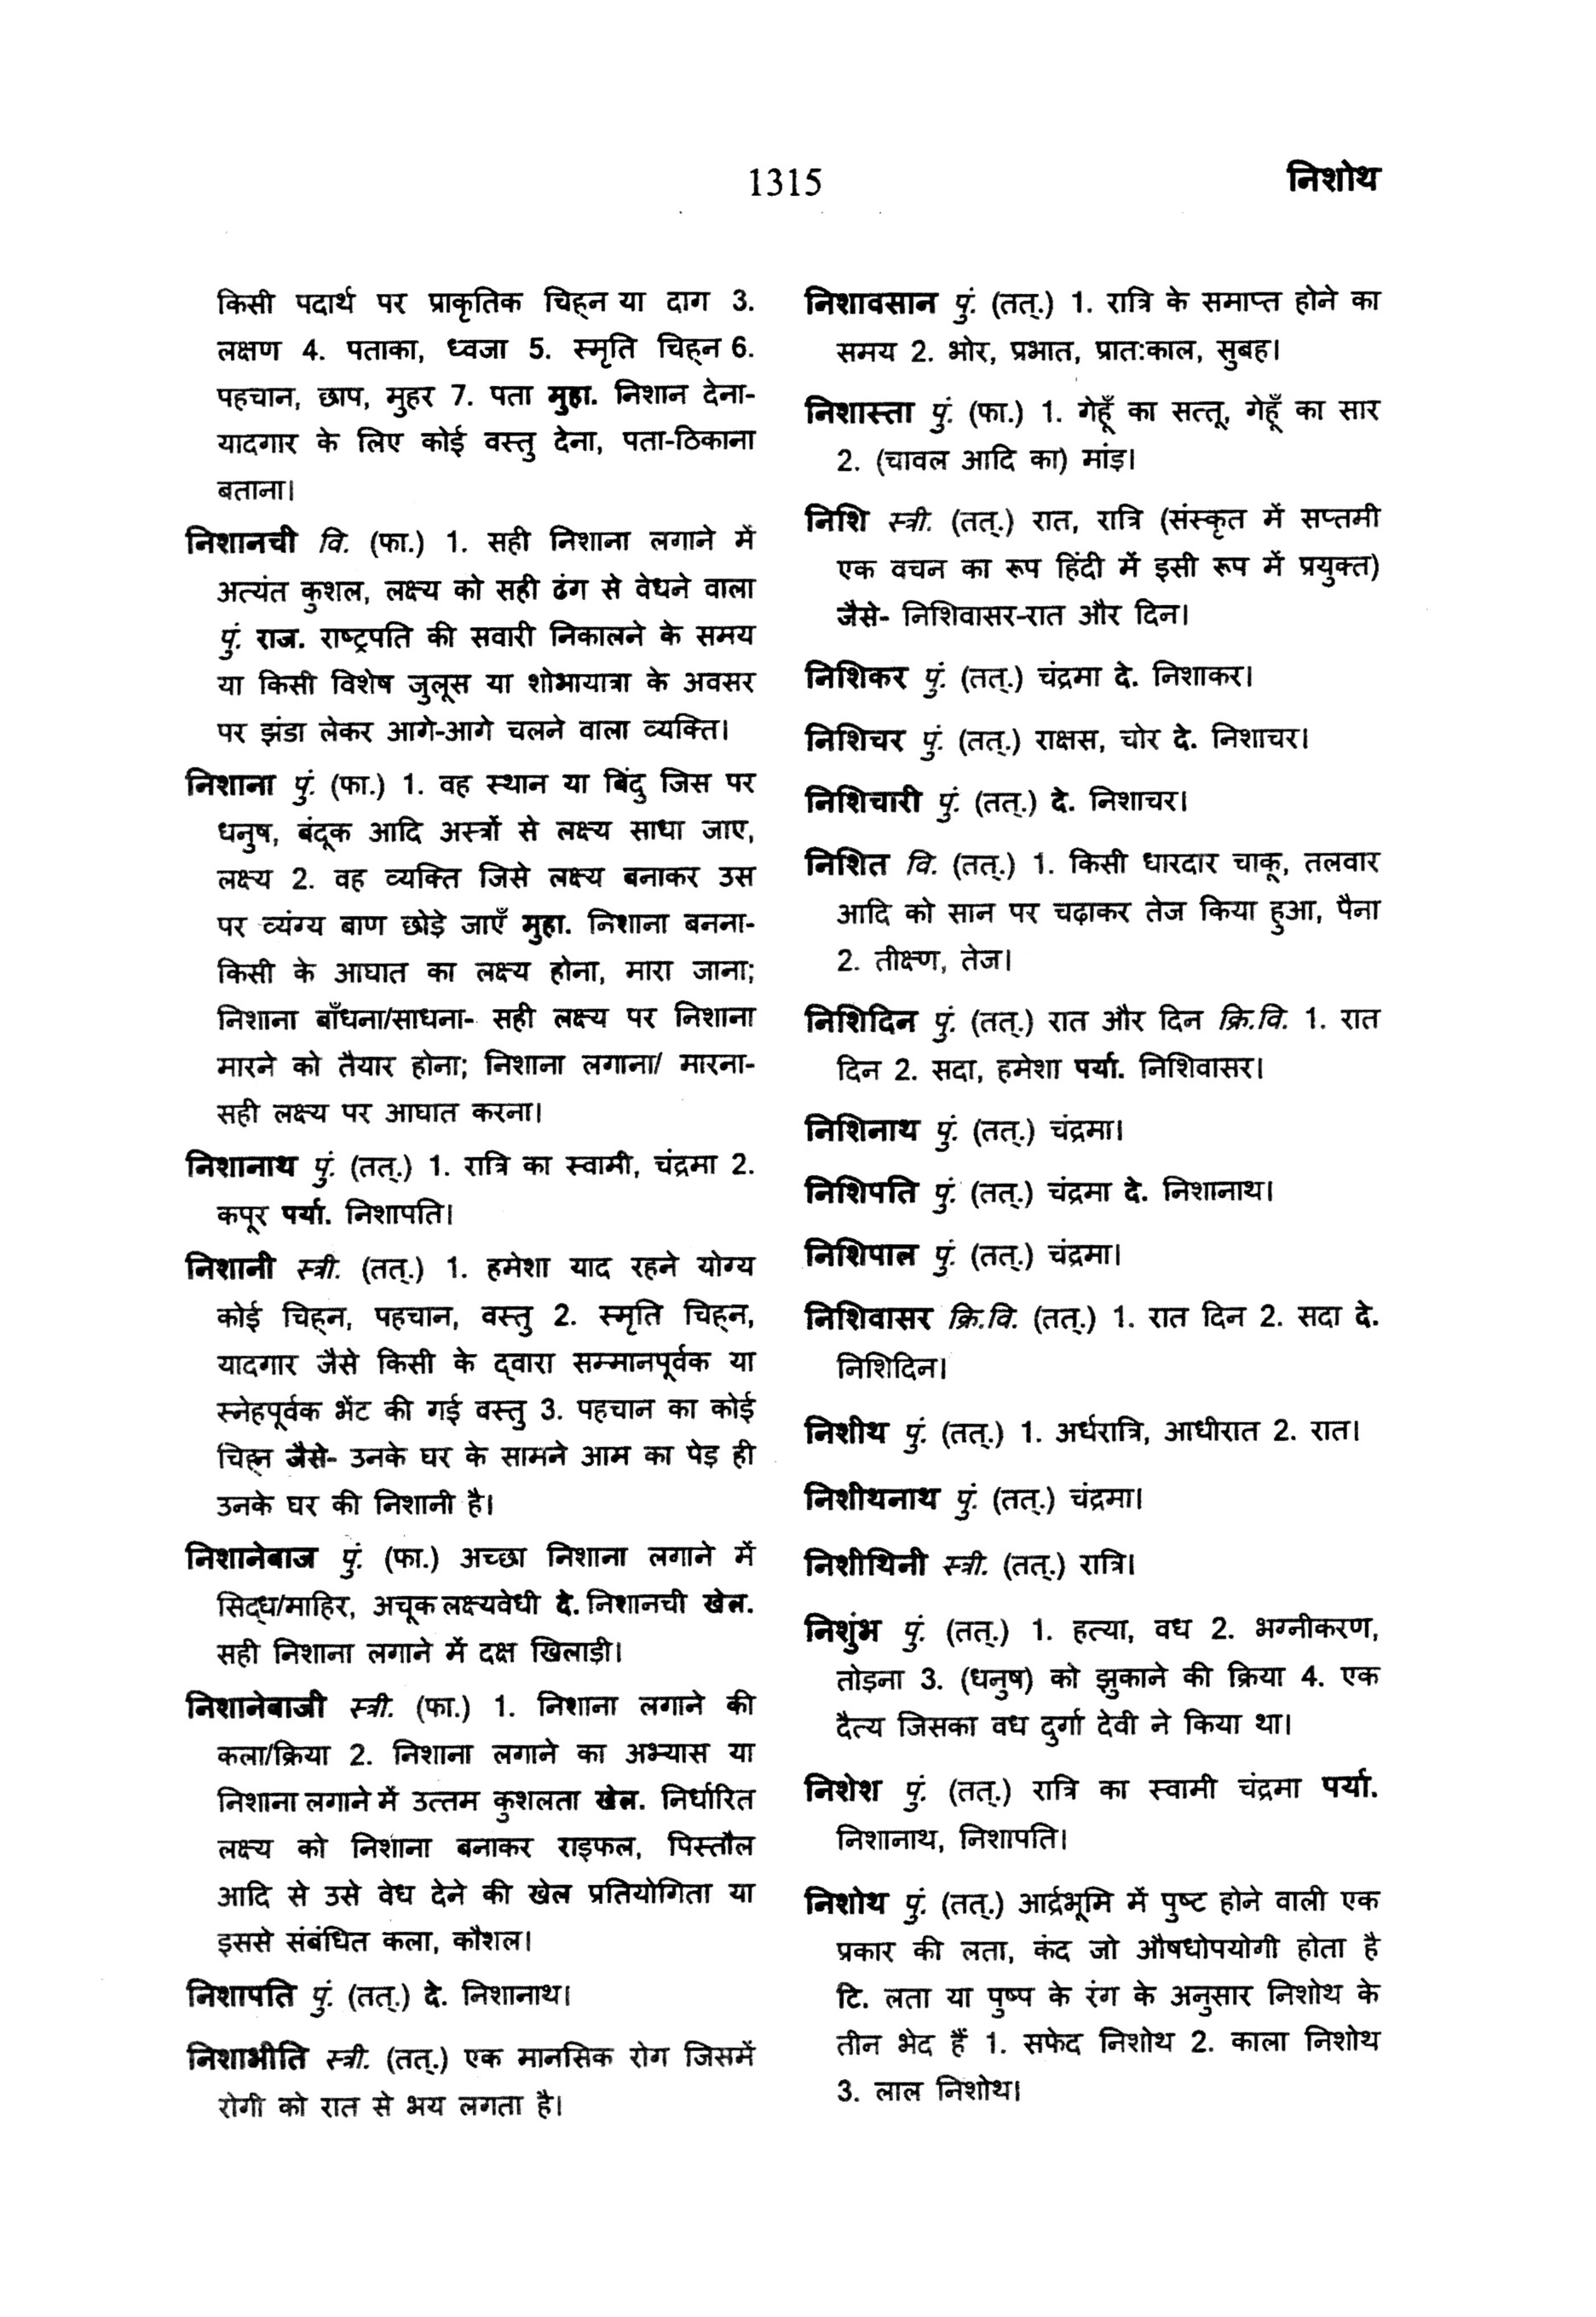 1315
निशोथ
किसी पदार्थ पर प्राकृतिक चिह्न या दाग 3.
लक्षण 4. पताका, ध्वजा 5. स्मृति चिह्न 6.
पहचान, छाप, मुहर 7. पता मुहा. निशान देना-
यादगार के लिए कोई वस्तु देना, पता-ठिकाना
बताना।
निशानची वि. (फा.) 1. सही निशाना लगाने में
अत्यंत कुशल, लक्ष्य को सही ढंग से वेधने वाला
पुं. राज. राष्ट्रपति की सवारी निकालने के समय
या किसी विशेष जुलूस या शोभायात्रा के अवसर
पर झंडा लेकर आगे-आगे चलने वाला व्यक्ति।
निशाना पुं. (फा.) 1. वह स्थान या बिंदु जिस पर
धनुष, बंदूक आदि अस्त्रों से लक्ष्य साधा जाए,
लक्ष्य 2. वह व्यक्ति जिसे लक्ष्य बनाकर उस
पर व्यंग्य बाण छोड़े जाएँ मुहा. निशाना बनना-
किसी के आघात का लक्ष्य होना, मारा जाना;
निशाना बाँधना/साधना- सही लक्ष्य पर निशाना
मारने को तैयार होना; निशाना लगाना/ मारना-
सही लक्ष्य पर आघात करना।
निशानाथ पुं. (तत्.) 1. रात्रि का स्वामी, चंद्रमा 2.
कपूर पर्या. निशापति।
निशानी स्त्री. (तत्.) 1. हमेशा याद रहने योग्य
कोई चिह्न, पहचान, वस्तु 2. स्मृति चिह्न,
यादगार जैसे किसी के द्वारा सम्मानपूर्वक या
स्नेहपूर्वक भेंट की गई वस्तु 3. पहचान का कोई
चिह्न जैसे- उनके घर के सामने आम का पेड़ ही
उनके घर की निशानी है।
निशानेबाज पुं. (फा.) अच्छा निशाना लगाने में
सिद्ध/माहिर, अचूक लक्ष्यवेधी दे. निशानची खेल.
सही निशाना लगाने में दक्ष खिलाड़ी।
निशानेबाजी स्त्री. (फा.) 1. निशाना लगाने की
कला/क्रिया 2. निशाना लगाने का अभ्यास या
निशाना लगाने में उत्तम कुशलता खेल. निर्धारित
लक्ष्य को निशाना बनाकर राइफल, पिस्तौल
आदि से उसे वेध देने की खेल प्रतियोगिता या
इससे संबंधित कला, कौशल।
निशापति पुं. (तत्.) दे. निशानाथ।
निशाभीति स्त्री. (तत्.) एक मानसिक रोग जिसमें
रोगी को रात से भय लगता है।
निशावसान पुं. (तत्.) 1. रात्रि के समाप्त होने का
समय 2. भोर, प्रभात, प्रात:काल, सुबह।
निशास्ता पुं. (फा.) 1. गेहूँ का सत्तू, गेहूँ का सार
2. (चावल आदि का) मांड़।
निशि स्त्री. (तत्.) रात, रात्रि (संस्कृत में सप्तमी
एक वचन का रूप हिंदी में इसी रूप में प्रयुक्त)
जैसे- निशिवासर-रात और दिन।
निशिकर पुं. (तत्.) चंद्रमा दे. निशाकर।
निशिचर पुं. (तत्.) राक्षस, चोर दे. निशाचर।
निशिचारी पुं. (तत्.) दे. निशाचर।
निशित वि. (तत्.) 1. किसी धारदार चाकू, तलवार
आदि को सान पर चढ़ाकर तेज किया हुआ, पैना
2. तीक्ष्ण, तेज।
निशिदिन पुं. (तत्.) रात और दिन क्रि.वि. 1. रात
दिन 2. सदा, हमेशा पर्या. निशिवासर।
निशिनाथ पुं. (तत्.) चंद्रमा।
निशिपति पुं. (तत्.) चंद्रमा दे. निशानाथ।
निशिपाल पुं. (तत्.) चंद्रमा।
निशिवासर क्रि.वि. (तत्.) 1. रात दिन 2. सदा दे.
निशिदिन।
निशीथ पुं. (तत्.) 1. अर्धरात्रि, आधीरात 2. रात।
निशीथनाथ पुं. (तत्.) चंद्रमा।
निशीथिनी स्त्री. (तत्.) रात्रि।
निशुंभ पुं. (तत्.) 1. हत्या, वध 2. भग्नीकरण,
तोड़ना 3. (धनुष) को झुकाने की क्रिया 4. एक
दैत्य जिसका वध दुर्गा देवी ने किया था।
निशेश पुं. (तत्.) रात्रि का स्वामी चंद्रमा पर्या.
निशानाथ, निशापति।
निशोथ पुं. (तत्.) आर्द्रभूमि में पुष्ट होने वाली एक
प्रकार की लता, कंद जो औषधोपयोगी होता है
टि. लता या पुष्प के रंग के अनुसार निशोथ के
तीन भेद हैं 1. सफेद निशोथ 2. काला निशोथ
3. लाल निशोथ।